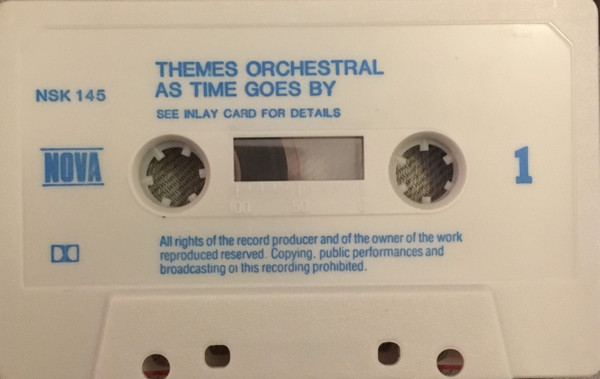 THEMES ORCHESTRAL
AS TIME GOES BY
NSK 145
SEE INLAY CARD FOR DETAILS
NOVA
1
100 50 0
All rights of the record producer and of the owner of the work
reproduced reserved. Copying, public performances and
broadcasting of this recording prohibited.